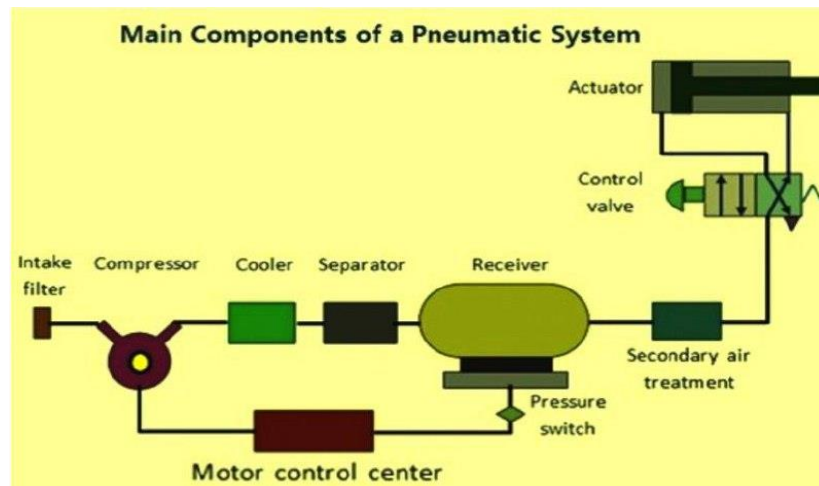 Main Components of a Pneumatic System
Actuator
Control
valve
Intake
filter
Compressor
Cooler
Separator
Receiver
Secondary air
treatment
Pressure
switch
Motor control center